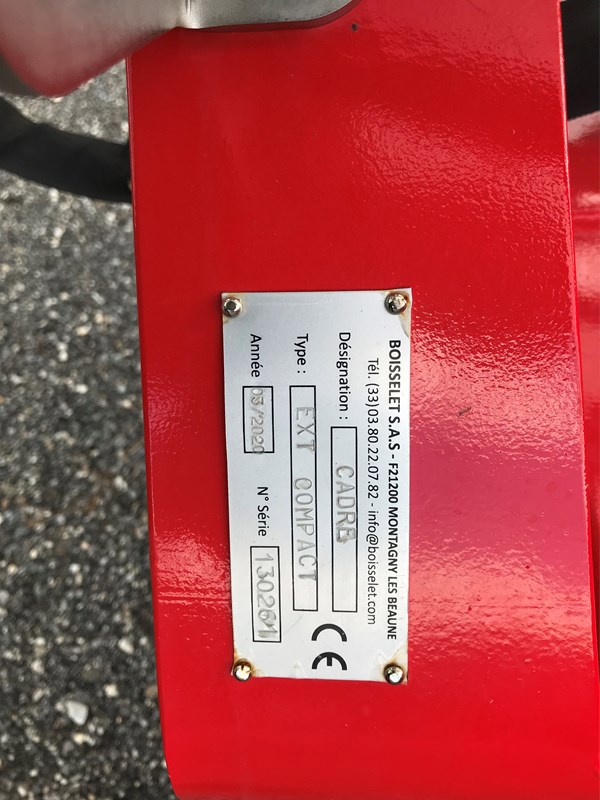 BOISSELET S.A.S - F21200 MONTAGNY LES BEAUNE
Tél. (33)03.80.22.07.82 - info@boisselet.com
Désignation : CADRE
Type : EXT COMPACT
Année 03/2020 N° Série 130261
CE